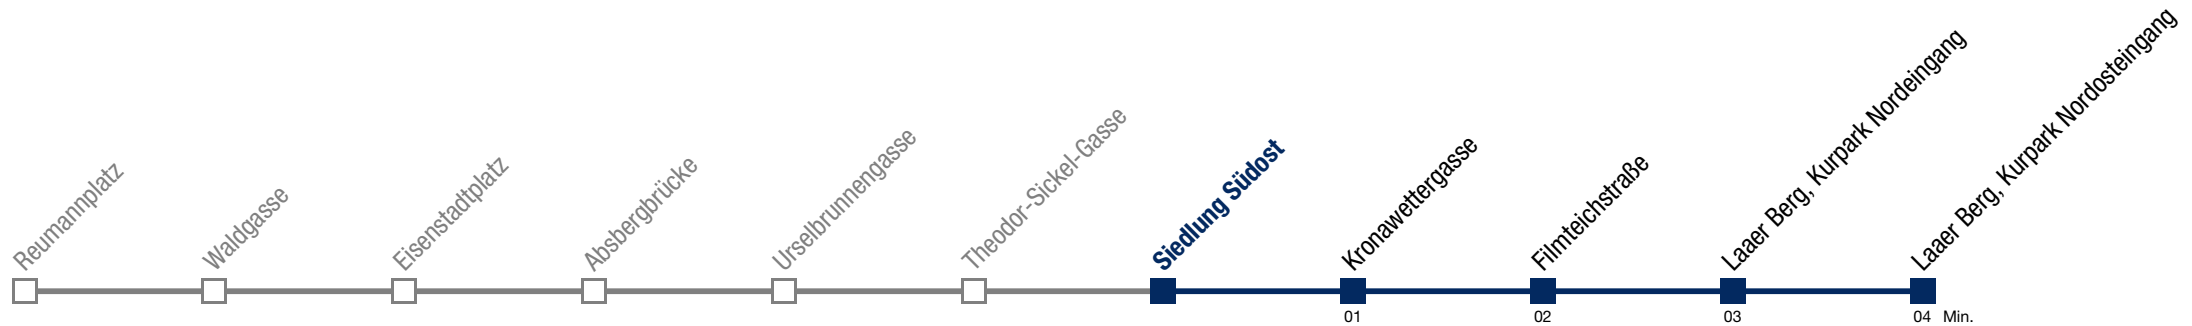 Reumannplatz
Waldgasse
Eisenstadtplatz
Absbergbrücke
Urselbrunnengasse
Theodor-Sickel-Gasse
Siedlung Südost
Kronawettergasse
Filmteichstraße
Laaer Berg, Kurpark Nordeingang
Laaer Berg, Kurpark Nordosteingang
01 02 03 04 Min.